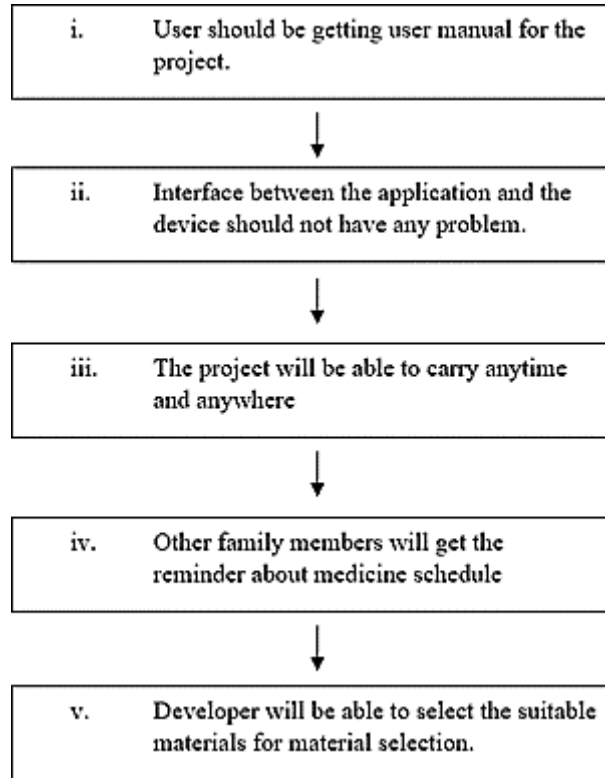 i. User should be getting user manual for the
project.
ii. Interface between the application and the
device should not have any problem.
iii. The project will be able to carry anytime
and anywhere
iv. Other family members will get the
reminder about medicine schedule
v. Developer will be able to select the suitable
materials for material selection.